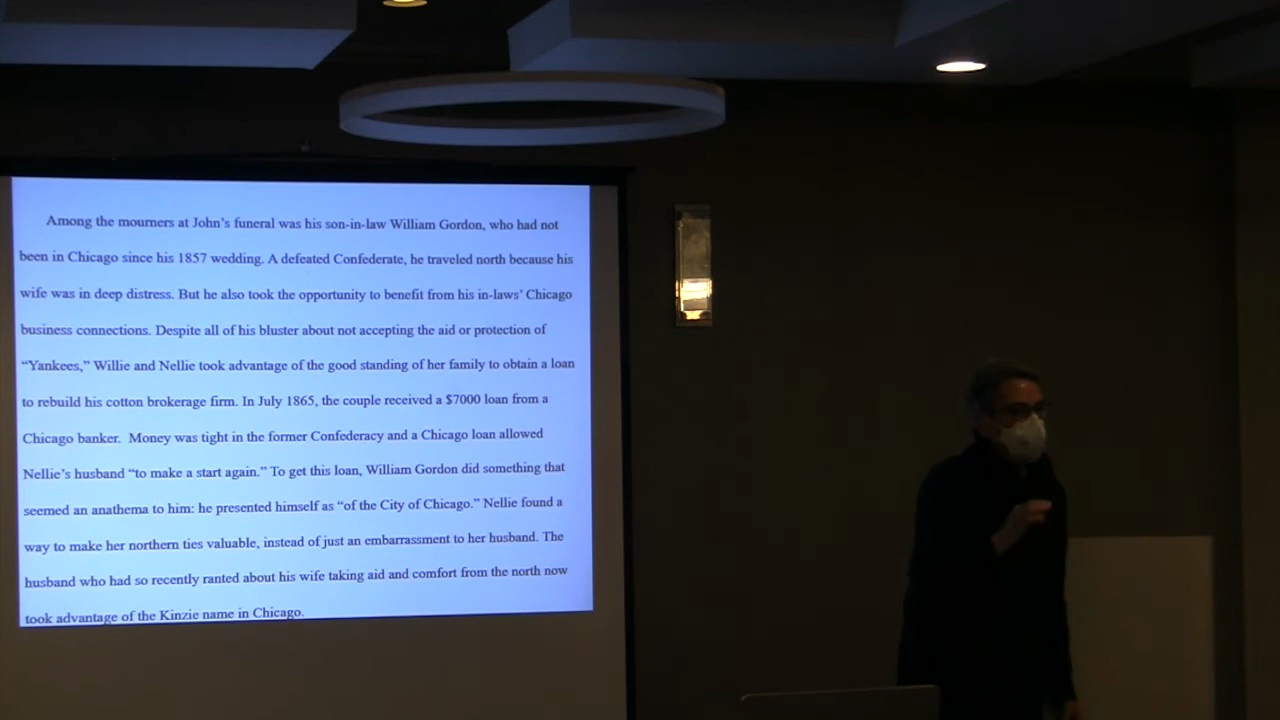 Among the mourners at John’s funeral was his son-in-law William Gordon, who had not
been in Chicago since his 1857 wedding. A defeated Confederate, he traveled north because his
wife was in deep distress. But he also took the opportunity to benefit from his in-laws’ Chicago
business connections. Despite all of his bluster about not accepting the aid or protection of
“Yankees,” Willie and Nellie took advantage of the good standing of her family to obtain a loan
to rebuild his cotton brokerage firm. In July 1865, the couple received a $7000 loan from a
Chicago banker.  Money was tight in the former Confederacy and a Chicago loan allowed
Nellie’s husband “to make a start again.” To get this loan, William Gordon did something that
seemed an anathema to him: he presented himself as “of the City of Chicago.” Nellie found a
way to make her northern ties valuable, instead of just an embarrassment to her husband. The
husband who had so recently ranted about his wife taking aid and comfort from the north now
took advantage of the Kinzie name in Chicago.